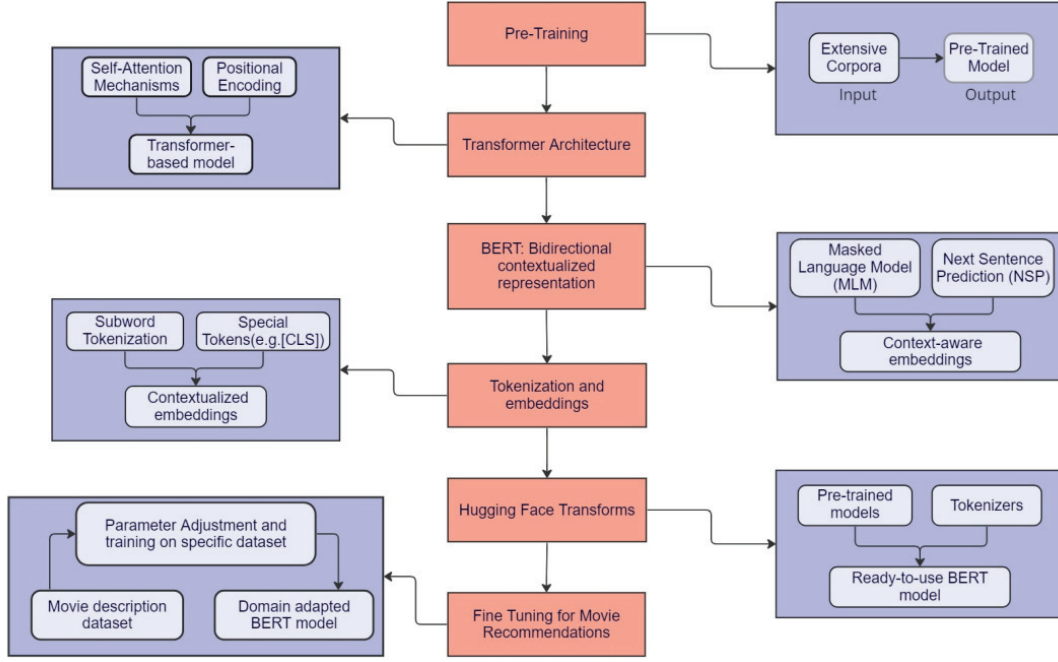 Pre-Training
Extensive
Corpora
Input
Pre-Trained
Model
Output
Self-Attention
Mechanisms
Positional
Encoding
Transformer-
based model
Transformer Architecture
BERT: Bidirectional
contextualized
representation
Masked
Language Model
(MLM)
Next Sentence
Prediction (NSP)
Context-aware
embeddings
Subword
Tokenization
Special
Tokens(e.g.[CLS])
Contextualized
embeddings
Tokenization and
embeddings
Hugging Face Transforms
Pre-trained
models
Tokenizers
Ready-to-use BERT
model
Parameter Adjustment and
training on specific dataset
Movie description
dataset
Domain adapted
BERT model
Fine Tuning for Movie
Recommendations